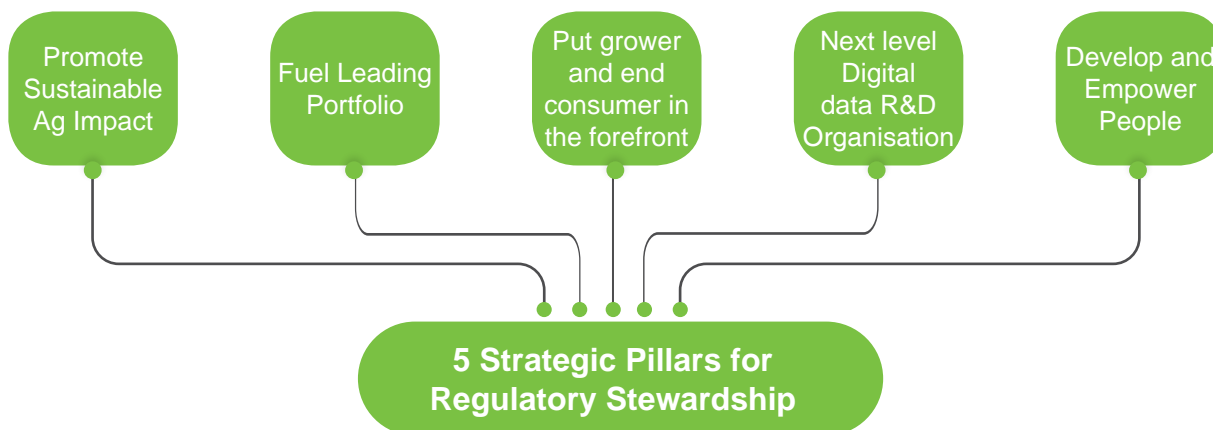 Promote
Sustainable
Ag Impact
Fuel Leading
Portfolio
Put grower
and end
consumer in
the forefront
Next level
Digital
data R&D
Organisation
Develop and
Empower
People
5 Strategic Pillars for
Regulatory Stewardship